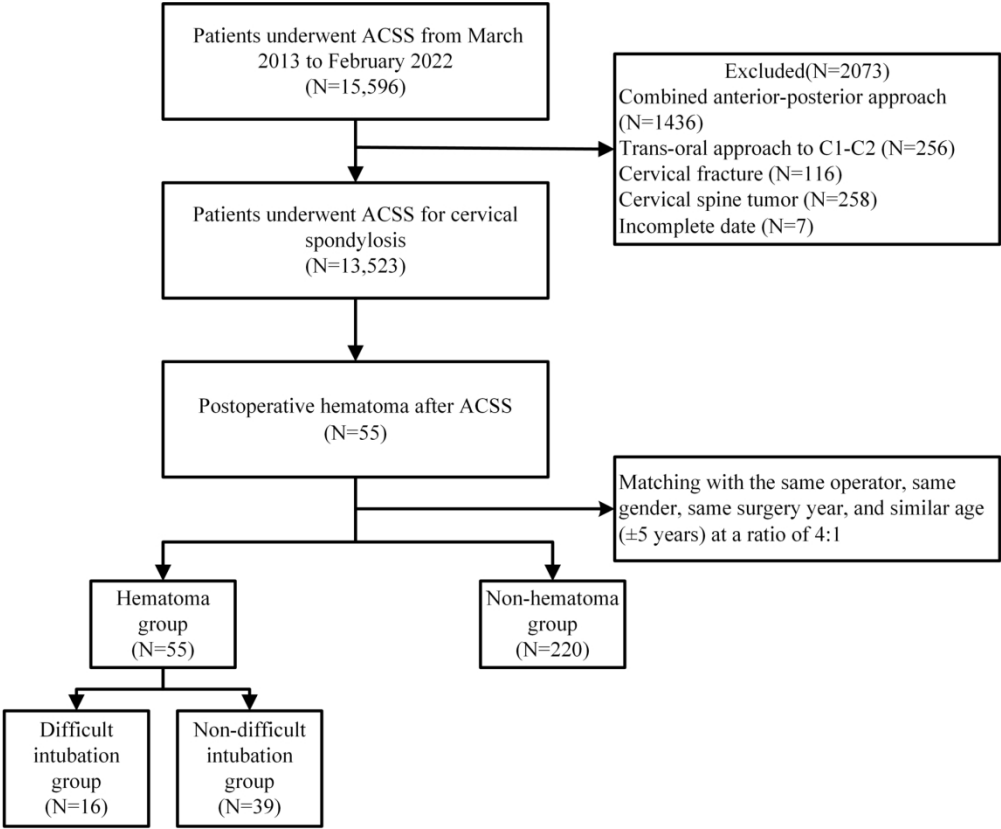 Patients underwent ACSS from March
2013 to February 2022
(N=15,596)
Excluded(N=2073)
Combined anterior-posterior approach
(N=1436)
Trans-oral approach to C1-C2 (N=256)
Cervical fracture (N=116)
Cervical spine tumor (N=258)
Incomplete date (N=7)
Patients underwent ACSS for cervical
spondylosis
(N=13,523)
Postoperative hematoma after ACSS
(N=55)
Matching with the same operator, same
gender, same surgery year, and similar age
(±5 years) at a ratio of 4:1
Hematoma
group
(N=55)
Non-hematoma
group
(N=220)
Difficult
intubation
group
(N=16)
Non-difficult
intubation
group
(N=39)